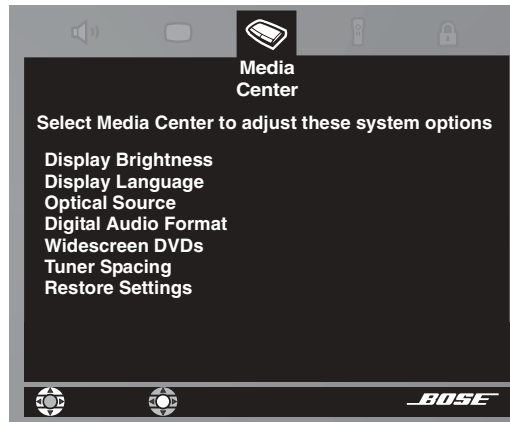 Media
Center
Select Media Center to adjust these system options
Display Brightness
Display Language
Optical Source
Digital Audio Format
Widescreen DVDs
Tuner Spacing
Restore Settings
BOSE